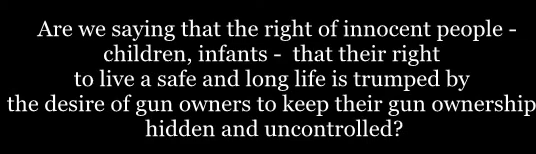 Are we saying that the right of innocent people -
children, infants -  that their right
to live a safe and long life is trumped by
the desire of gun owners to keep their gun ownership
hidden and uncontrolled?